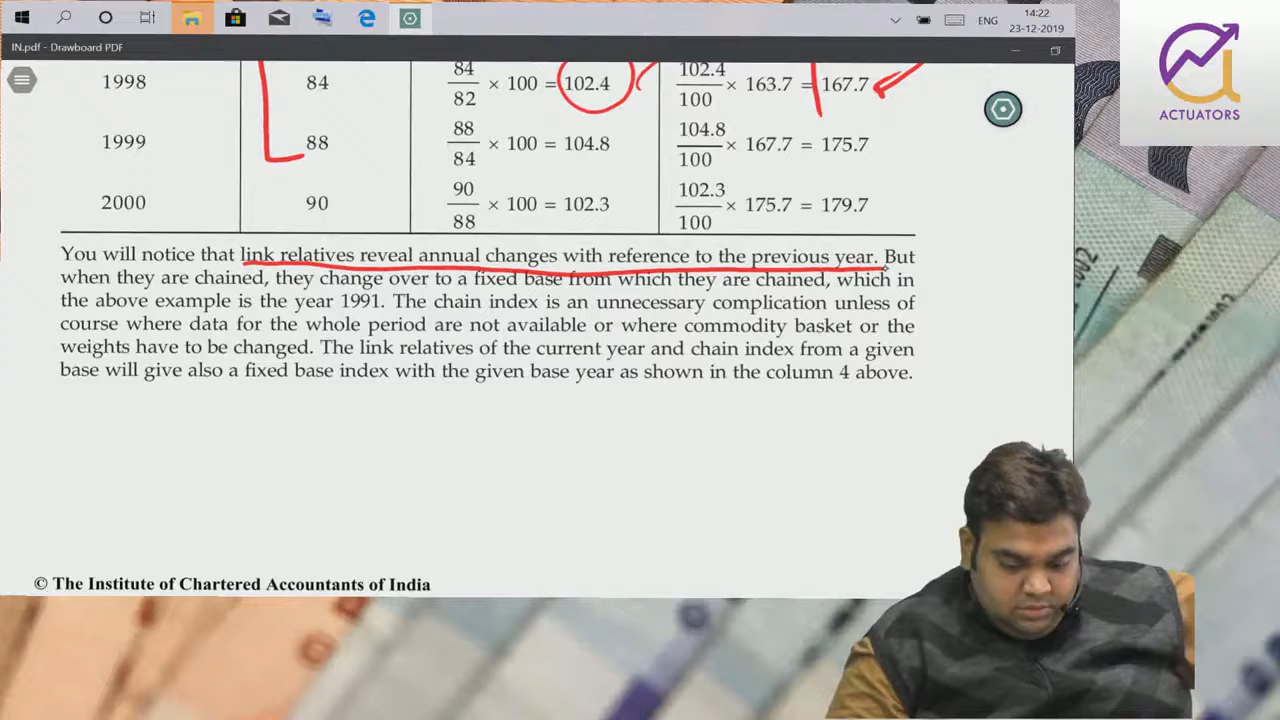 14:22
ENG
23-12-2019
IN.pdf - Drawboard PDF
ACTUATORS
1998 84 84/82 × 100 = 102.4 102.4/100 × 163.7 = 167.7
1999 88 88/84 × 100 = 104.8 104.8/100 × 167.7 = 175.7
2000 90 90/88 × 100 = 102.3 102.3/100 × 175.7 = 179.7
You will notice that link relatives reveal annual changes with reference to the previous year. But
when they are chained, they change over to a fixed base from which they are chained, which in
the above example is the year 1991. The chain index is an unnecessary complication unless of
course where data for the whole period are not available or where commodity basket or the
weights have to be changed. The link relatives of the current year and chain index from a given
base will give also a fixed base index with the given base year as shown in the column 4 above.
© The Institute of Chartered Accountants of India